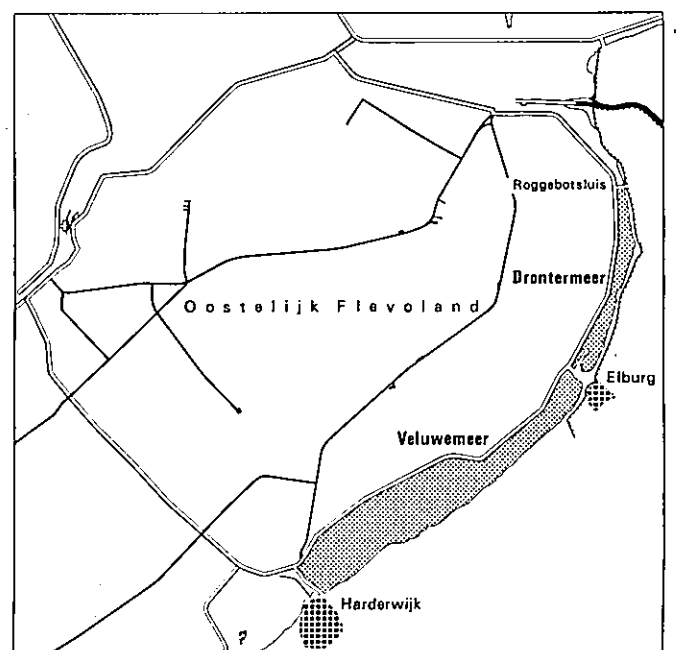 Roggebotsluis
Drontermeer
Oostelijk Flevoland
Elburg
Veluwemeer
Harderwijk